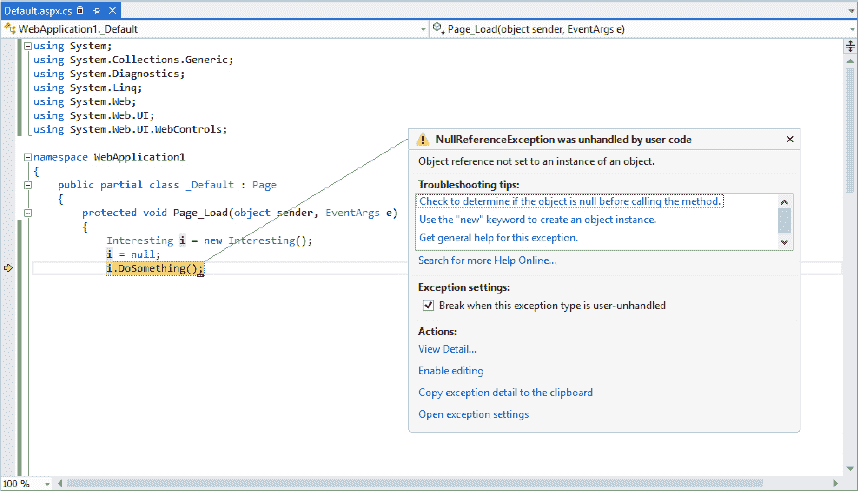 Default.aspx.cs
WebApplication1._Default
Page_Load(object sender, EventArgs e)
using System;
using System.Collections.Generic;
using System.Diagnostics;
using System.Linq;
using System.Web;
using System.Web.UI;
using System.Web.UI.WebControls;
namespace WebApplication1
{
public partial class _Default : Page
{
protected void Page_Load(object sender, EventArgs e)
{
Interesting i = new Interesting();
i = null;
i.DoSomething();
NullReferenceException was unhandled by user code
Object reference not set to an instance of an object.
Troubleshooting tips:
Check to determine if the object is null before calling the method.
Use the "new" keyword to create an object instance.
Get general help for this exception.
Search for more Help Online...
Exception settings:
Break when this exception type is user-unhandled
Actions:
View Detail...
Enable editing
Copy exception detail to the clipboard
Open exception settings
100 %